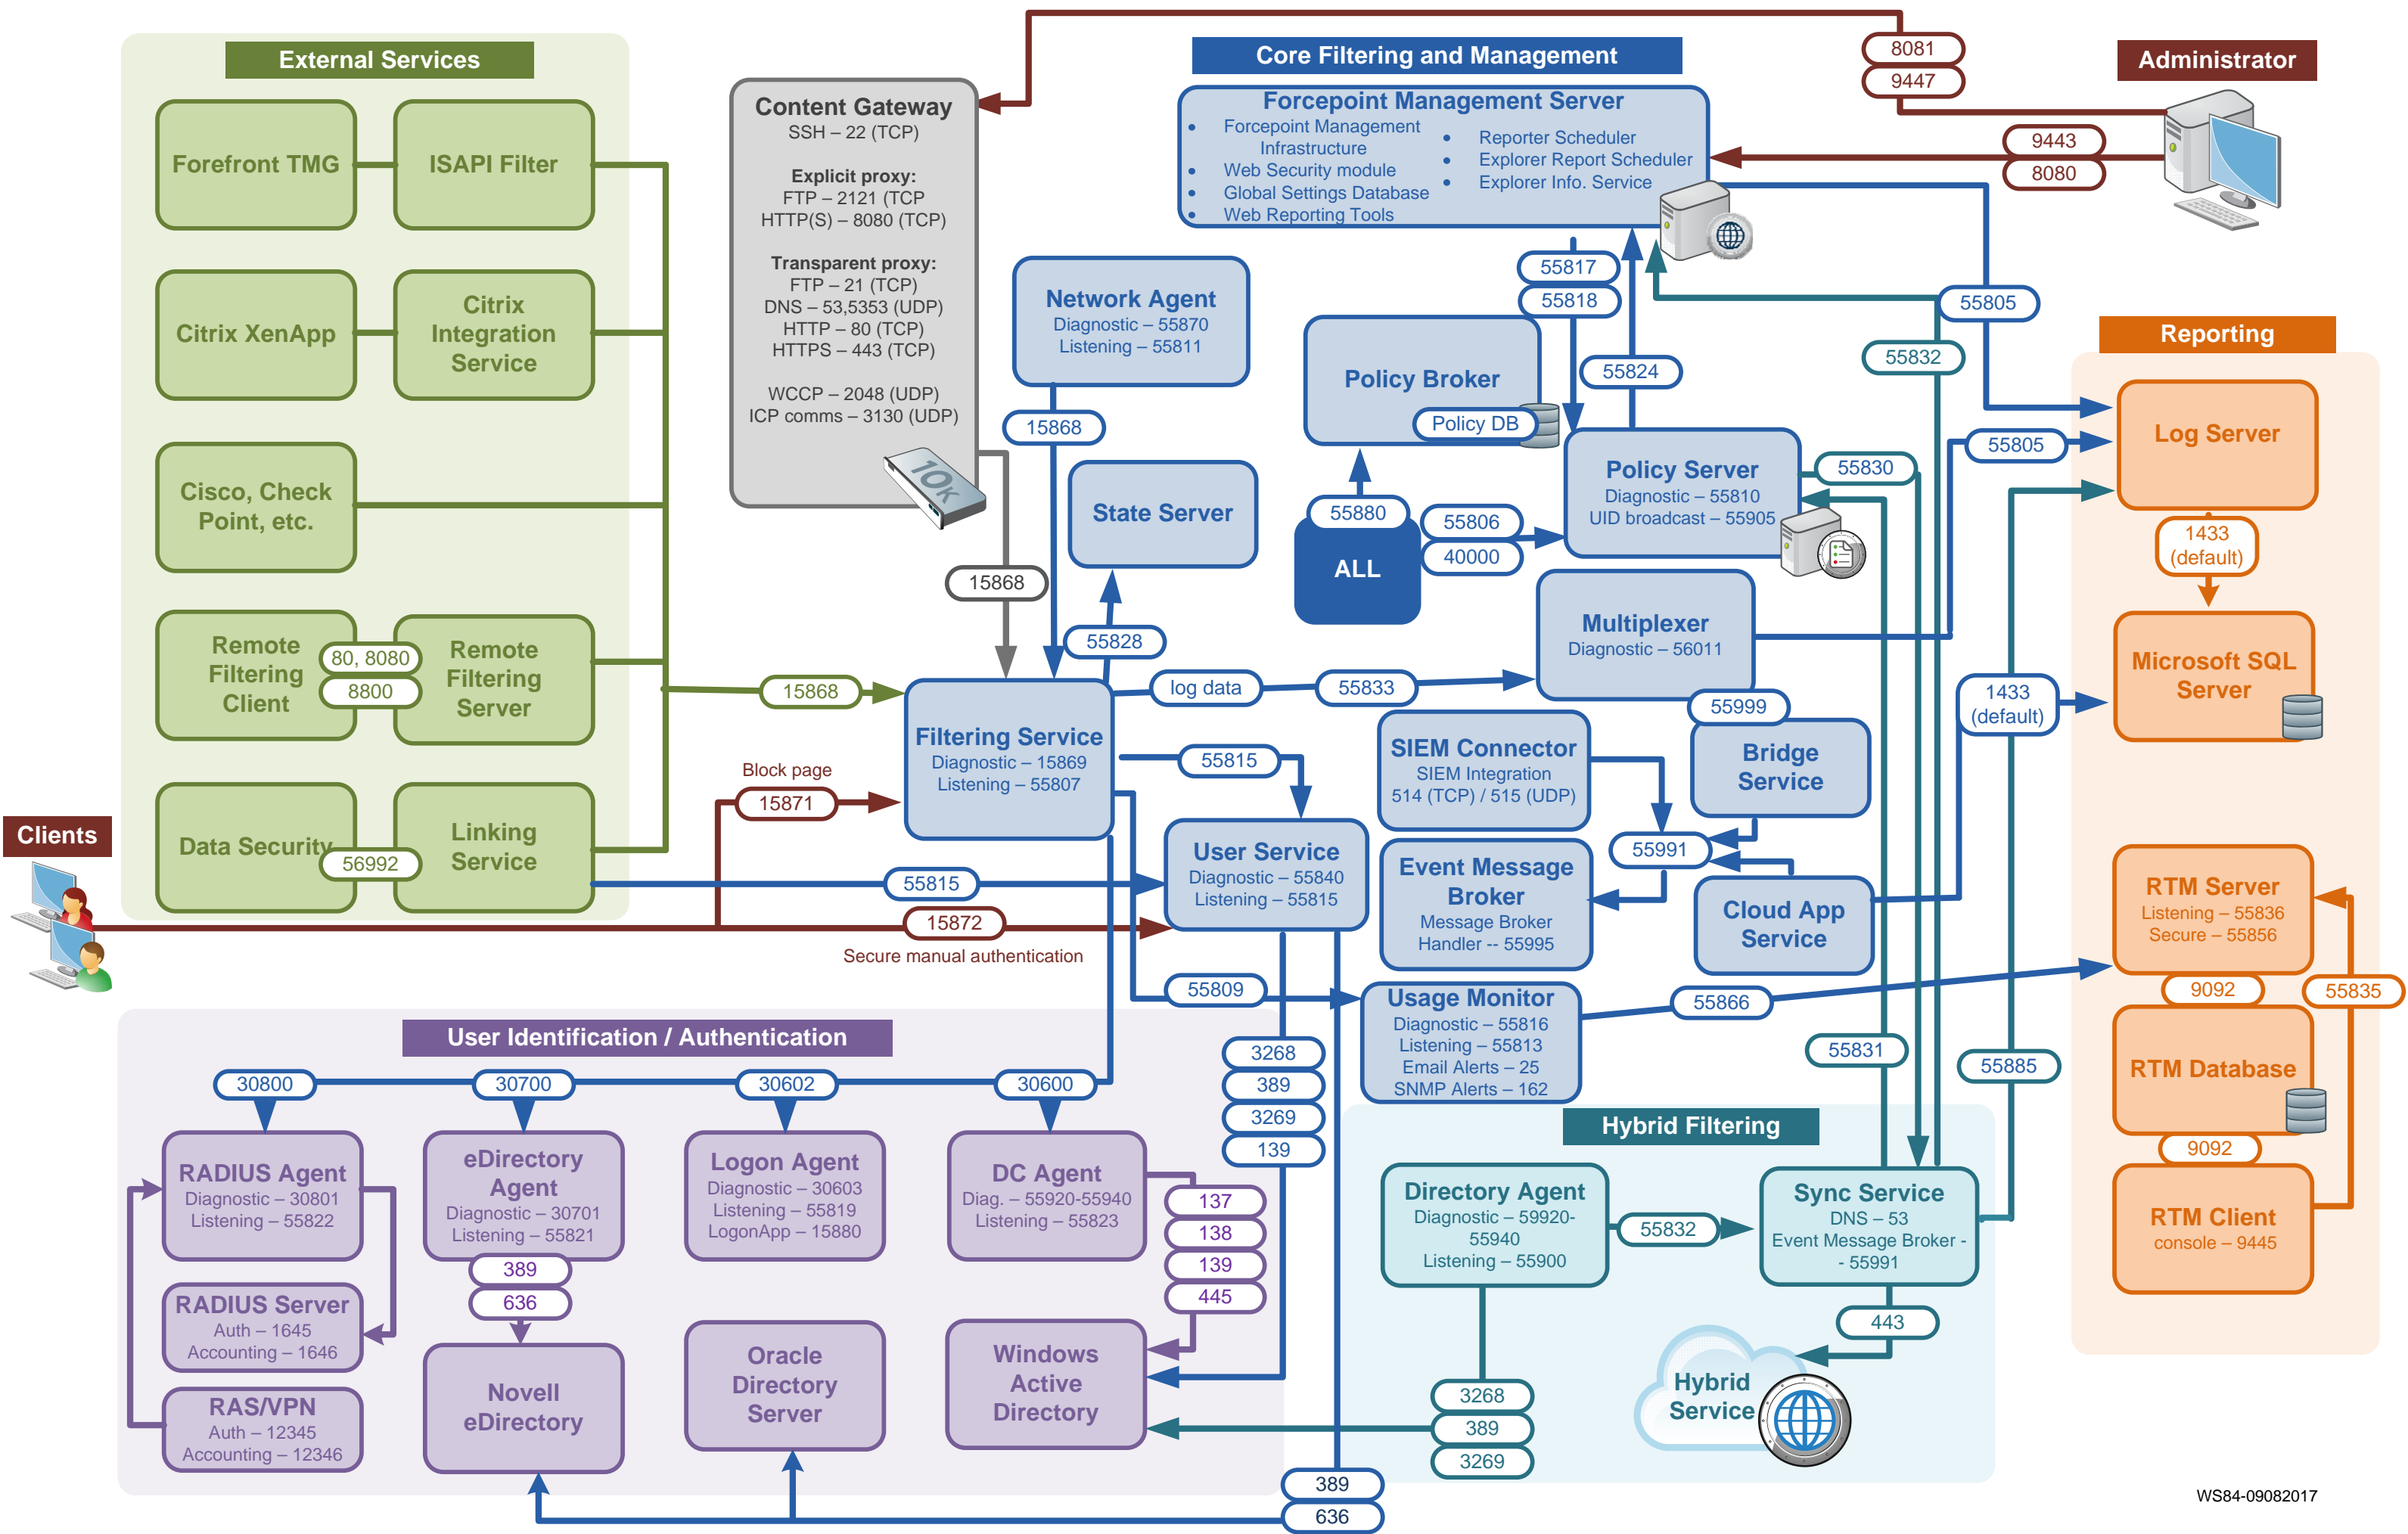 External Services
Forefront TMG
ISAPI Filter
Citrix XenApp
Citrix
Integration
Service
Cisco, Check
Point, etc.
Remote
Filtering
Client
80, 8080
8800
Remote
Filtering
Server
Data Security
56992
Linking
Service
15868
Clients
Block page
15871
55815
15872
Secure manual authentication
Content Gateway
SSH – 22 (TCP)
Explicit proxy:
FTP – 2121 (TCP
HTTP(S) – 8080 (TCP)
Transparent proxy:
FTP – 21 (TCP)
DNS – 53,5353 (UDP)
HTTP – 80 (TCP)
HTTPS – 443 (TCP)
WCCP – 2048 (UDP)
ICP comms – 3130 (UDP)
10K
15868
Core Filtering and Management
Forcepoint Management Server
• Forcepoint Management
Infrastructure
• Web Security module
• Global Settings Database
• Web Reporting Tools
• Reporter Scheduler
• Explorer Report Scheduler
• Explorer Info. Service
8081
9447
9443
8080
Administrator
Network Agent
Diagnostic – 55870
Listening – 55811
15868
State Server
55828
55817
55818
55824
Policy Broker
Policy DB
55880
ALL
55806
40000
Policy Server
Diagnostic – 55810
UID broadcast – 55905
55830
55832
55805
55805
Multiplexer
Diagnostic – 56011
55999
Filtering Service
Diagnostic – 15869
Listening – 55807
log data
55833
55815
SIEM Connector
SIEM Integration
514 (TCP) / 515 (UDP)
Bridge
Service
55991
User Service
Diagnostic – 55840
Listening – 55815
Event Message
Broker
Message Broker
Handler -- 55995
Cloud App
Service
1433
(default)
55809
Usage Monitor
Diagnostic – 55816
Listening – 55813
Email Alerts – 25
SNMP Alerts – 162
55866
55831
55885
Reporting
Log Server
1433
(default)
Microsoft SQL
Server
RTM Server
Listening – 55836
Secure – 55856
9092
55835
RTM Database
9092
RTM Client
console – 9445
User Identification / Authentication
30800
30700
30602
30600
RADIUS Agent
Diagnostic – 30801
Listening – 55822
eDirectory
Agent
Diagnostic – 30701
Listening – 55821
Logon Agent
Diagnostic – 30603
Listening – 55819
LogonApp – 15880
DC Agent
Diag. – 55920-55940
Listening – 55823
3268
389
3269
139
137
138
139
445
389
636
RADIUS Server
Auth – 1645
Accounting – 1646
RAS/VPN
Auth – 12345
Accounting – 12346
Novell
eDirectory
Oracle
Directory
Server
Windows
Active
Directory
389
636
Hybrid Filtering
Directory Agent
Diagnostic – 59920-
55940
Listening – 55900
55832
Sync Service
DNS – 53
Event Message Broker -
- 55991
443
Hybrid
Service
3268
389
3269
WS84-09082017